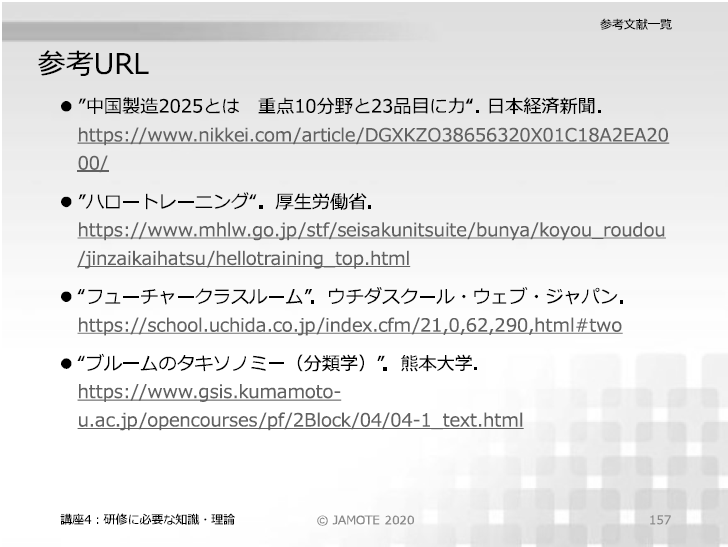 参考文献一覧
参考URL
●”中国製造2025とは　重点10分野と23品目に力“. 日本経済新聞.
https://www.nikkei.com/article/DGXKZO38656320X01C18A2EA20
00/
●”ハロートレーニング“. 厚生労働省.
https://www.mhlw.go.jp/stf/seisakunitsuite/bunya/koyou_roudou
/jinzaikaihatsu/hellotraining_top.html
●“フューチャークラスルーム”. ウチダスクール・ウェブ・ジャパン.
https://school.uchida.co.jp/index.cfm/21,0,62,290,html#two
●“ブルームのタキソノミー（分類学）”. 熊本大学.
https://www.gsis.kumamoto-
u.ac.jp/opencourses/pf/2Block/04/04-1_text.html
講座4：研修に必要な知識・理論
© JAMOTE 2020
157